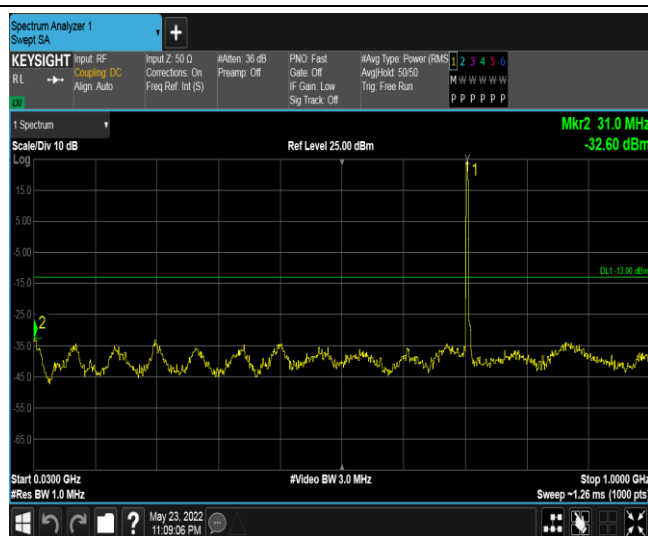 Spectrum Analyzer 1
Swept SA
KEYSIGHT Input: RF Input Z: 50 Ω #Atten: 36 dB PNO: Fast #Avg Type: Power (RMS 1 2 3 4 5 6
RL Coupling: DC Corrections: On Preamp: Off Gate: Off Avg|Hold: 50/50 M W W W W W
Align: Auto Freq Ref: Int (S) IF Gain: Low Trig: Free Run
LW Sig Track: Off P P P P P P
1 Spectrum Mkr2 31.0 MHz
Scale/Div 10 dB Ref Level 25.00 dBm -32.60 dBm
Log
1
15.0
5.00
-5.00
DL1 -13.00 dBm
-15.0
-25.0
2
-35.0
-45.0
-55.0
-65.0
Start 0.0300 GHz #Video BW 3.0 MHz Stop 1.0000 GHz
#Res BW 1.0 MHz Sweep ~1.26 ms (1000 pts)
? May 23, 2022
11:09:06 PM